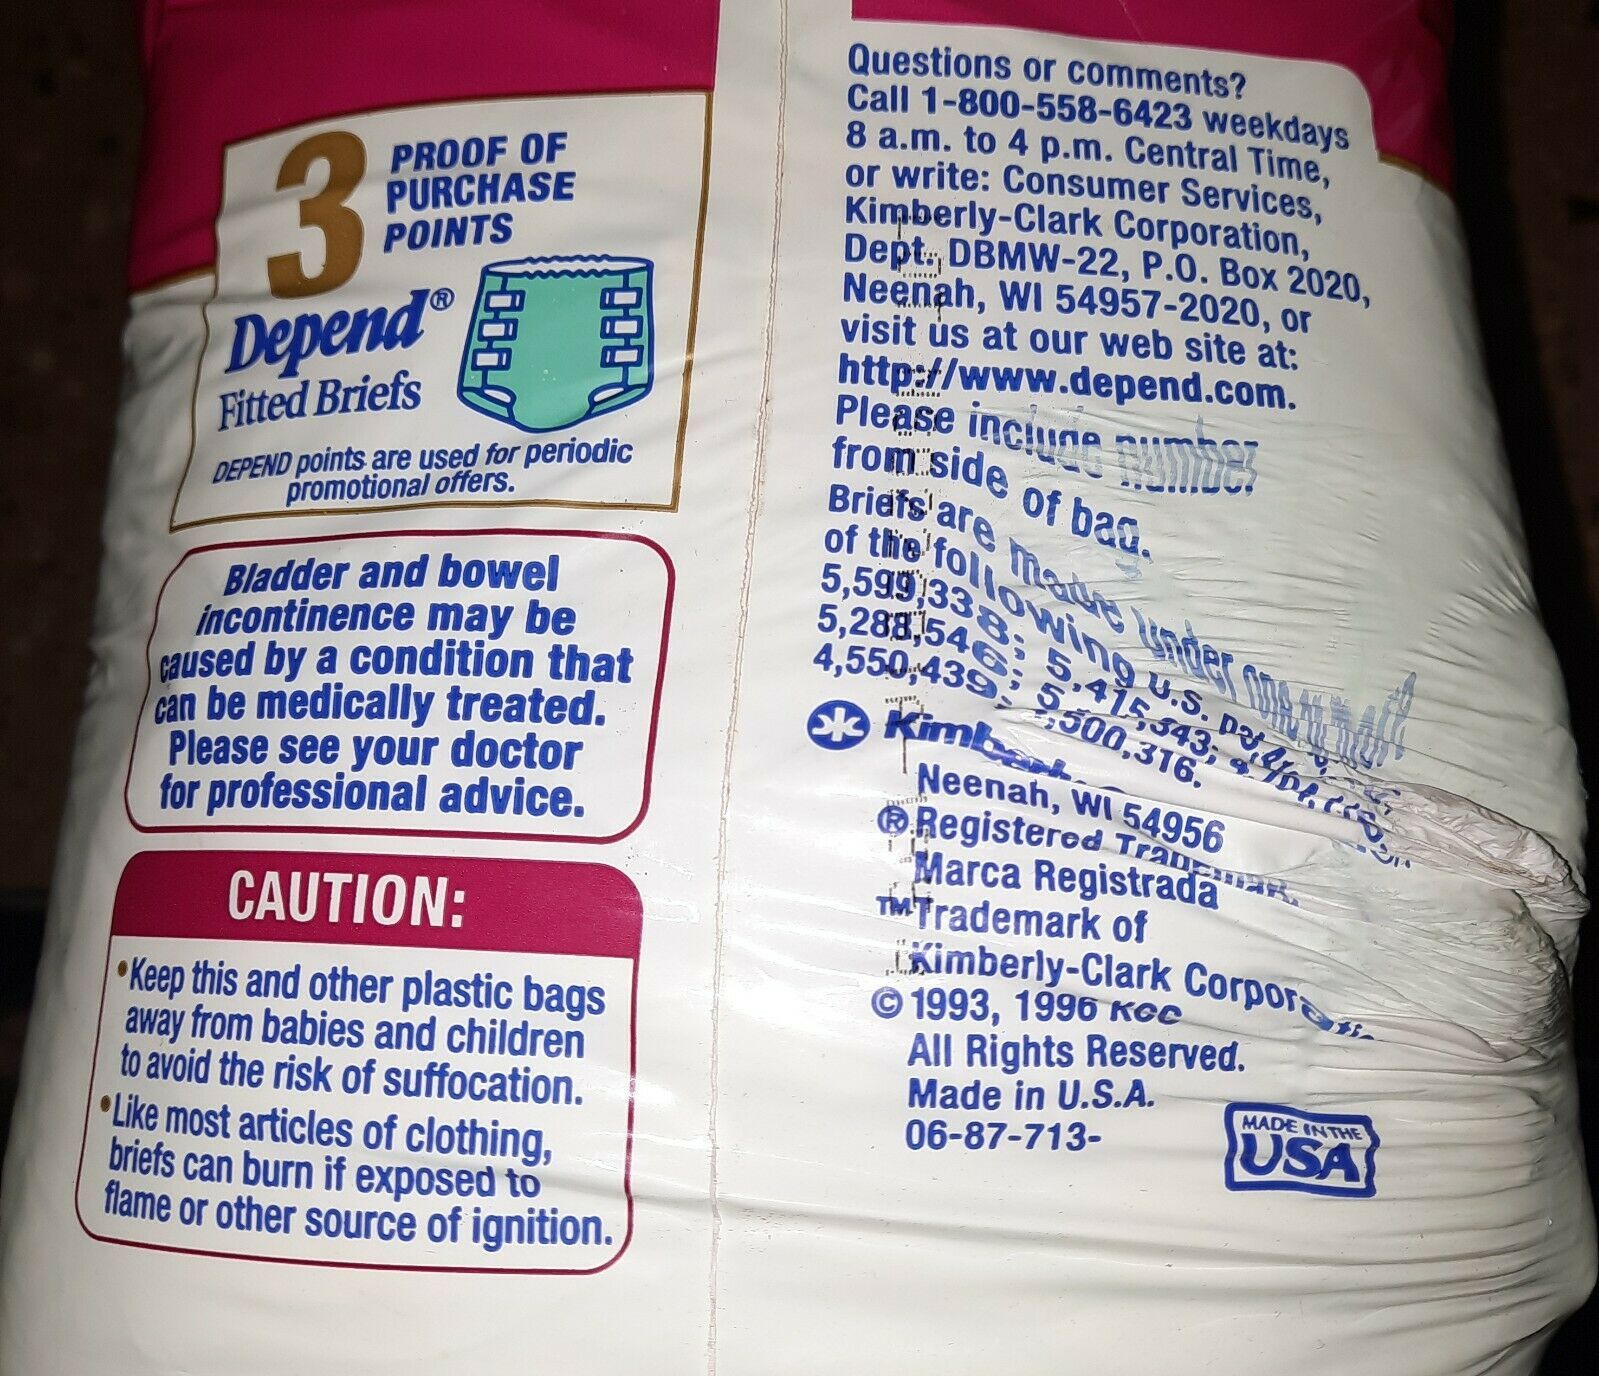 3
PROOF OF
PURCHASE
POINTS
Depend®
Fitted Briefs
DEPEND points are used for periodic
promotional offers.
Bladder and bowel
incontinence may be
caused by a condition that
can be medically treated.
Please see your doctor
for professional advice.
CAUTION:
•Keep this and other plastic bags
away from babies and children
to avoid the risk of suffocation.
•Like most articles of clothing,
briefs can burn if exposed to
flame or other source of ignition.
Questions or comments?
Call 1-800-558-6423 weekdays
8 a.m. to 4 p.m. Central Time,
or write: Consumer Services,
Kimberly-Clark Corporation,
Dept. DBMW-22, P.O. Box 2020,
Neenah, WI 54957-2020, or
visit us at our web site at:
http://www.depend.com.
Please include number
from side of bag.
Briefs are made under one or more
of the following U.S.
5,599,338; 5,415,343;
5,288,546;
4,550,439;
Neenah, WI 54956
® Registered Trademark,
Marca Registrada
™Trademark of
Kimberly-Clark Corporation
© 1993, 1996 KCC
All Rights Reserved.
Made in U.S.A.
06-87-713-
MADE IN THE
USA